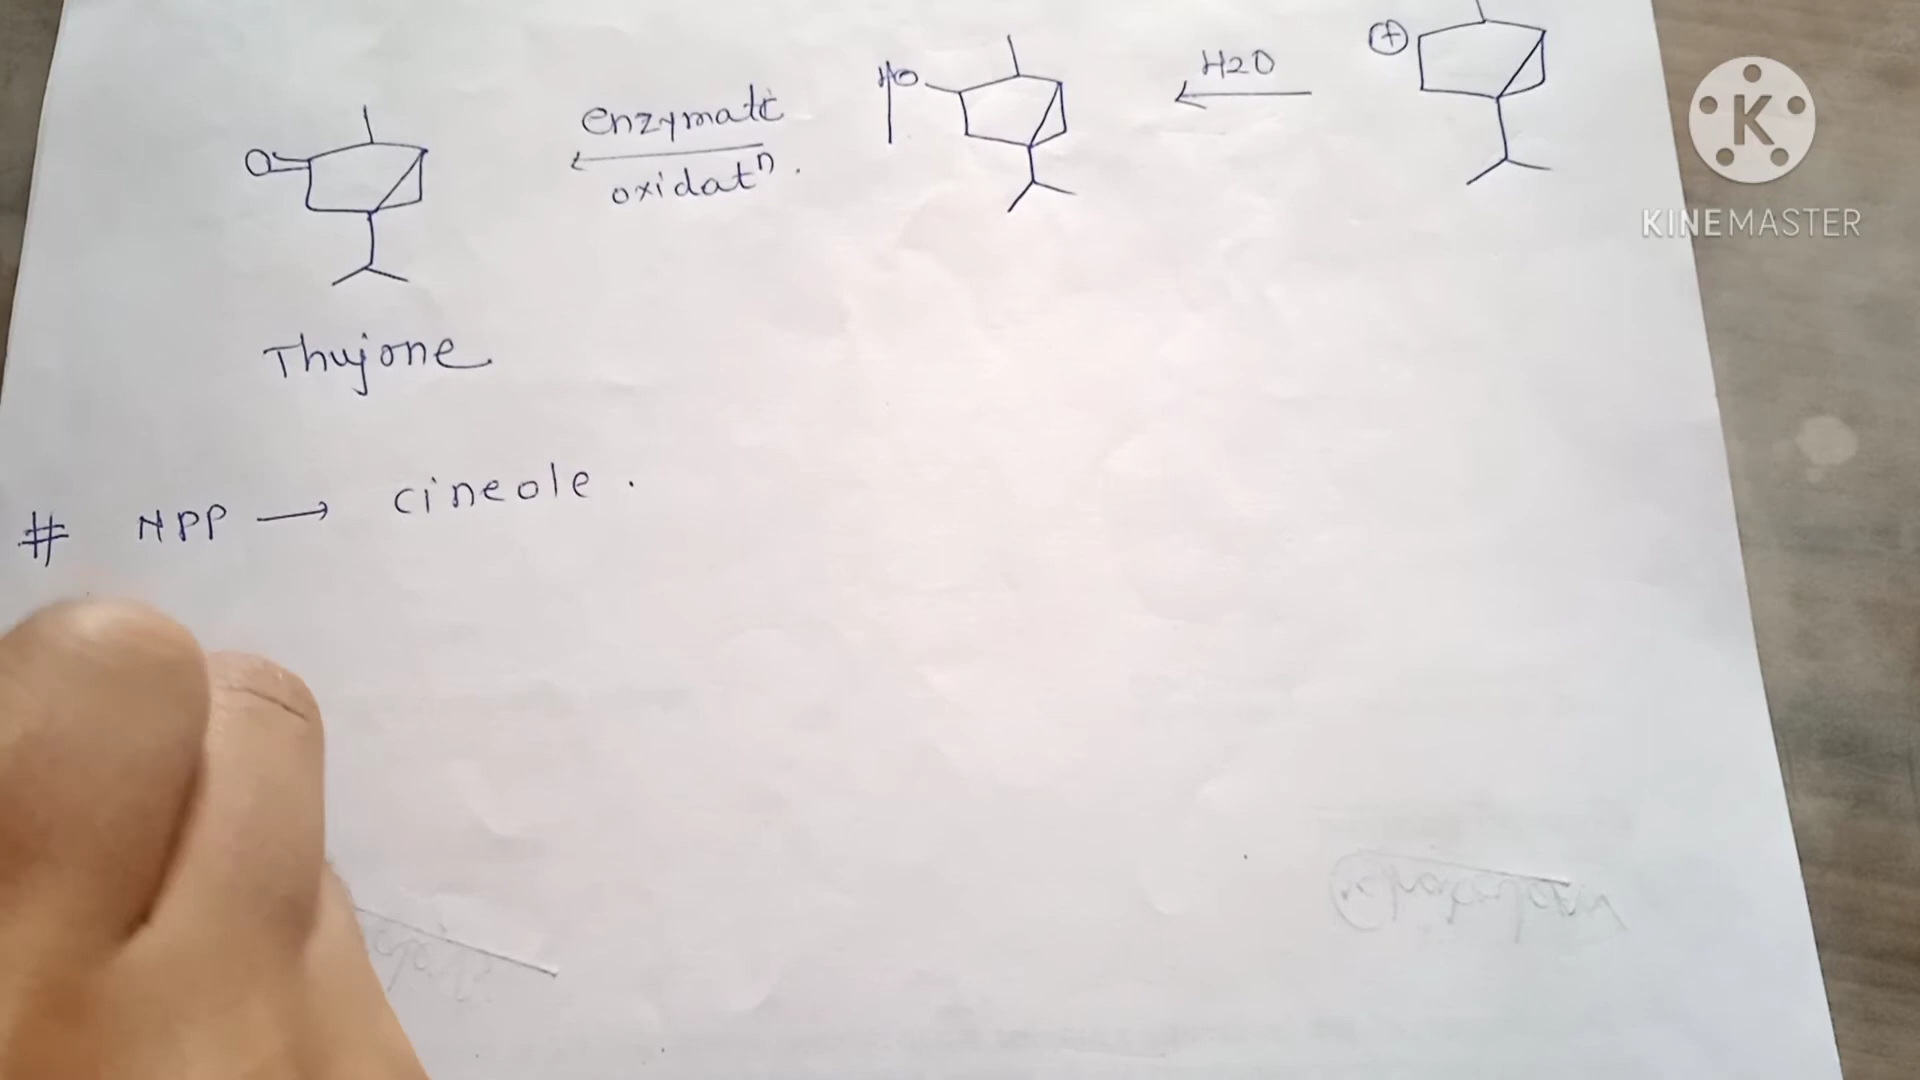 H2O
HO
enzymatic
oxidatⁿ.
O
Thujone
# NPP → cineole.
K
KINEMASTER